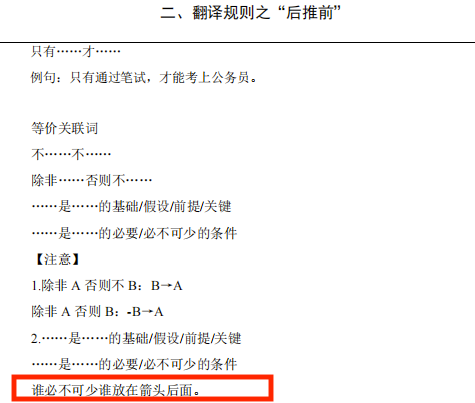 二、翻译规则之“后推前”
只有……才……
例句：只有通过笔试，才能考上公务员。
等价关联词
不……不……
除非……否则不……
……是……的基础/假设/前提/关键
……是……的必要/必不可少的条件
【注意】
1.除非 A 否则不 B：B→A
除非 A 否则 B：-B→A
2.……是……的基础/假设/前提/关键
……是……的必要/必不可少的条件
谁必不可少谁放在箭头后面。